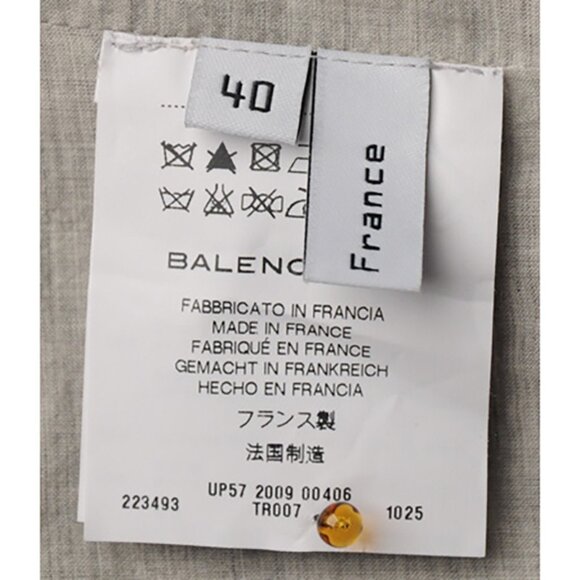 40
France
BALENC
FABBRICATO IN FRANCIA
MADE IN FRANCE
FABRIQUÉ EN FRANCE
GEMACHT IN FRANKREICH
HECHO EN FRANCIA
フランス製
法国制造
UP57 2009 00406
223493 TR007 1025